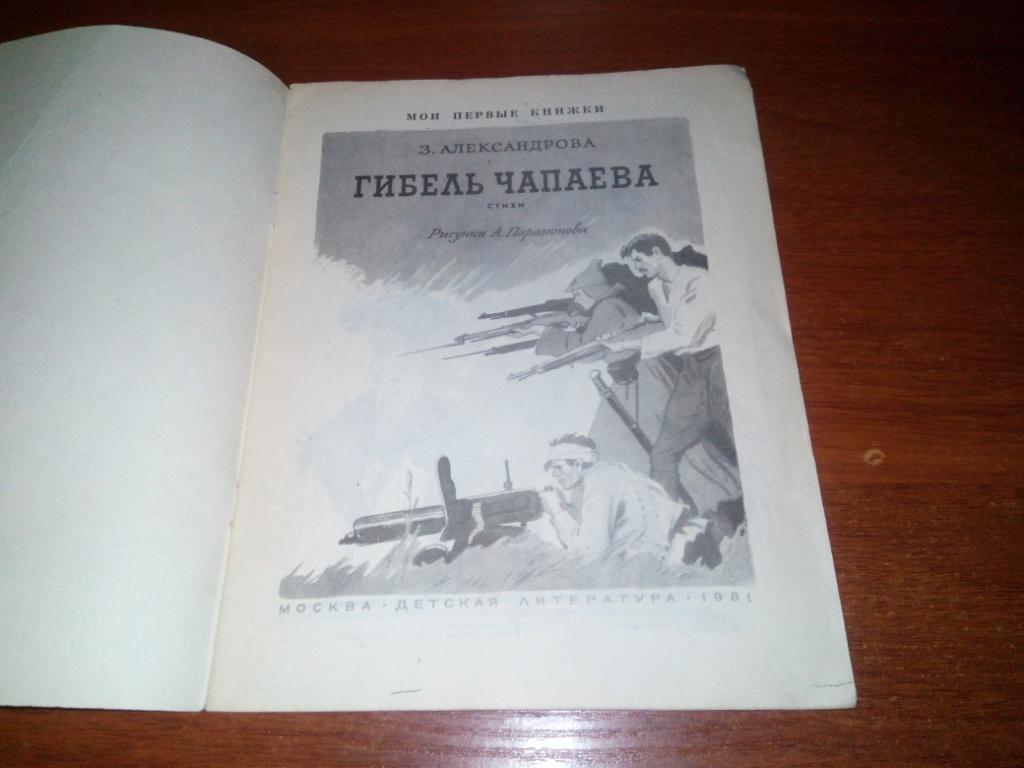 МОИ ПЕРВЫЕ КНИЖКИ
З. АЛЕКСАНДРОВА
ГИБЕЛЬ ЧАПАЕВА
СТИХИ
Рисунки А. Парамонова
МОСКВА · ДЕТСКАЯ ЛИТЕРАТУРА · 1981